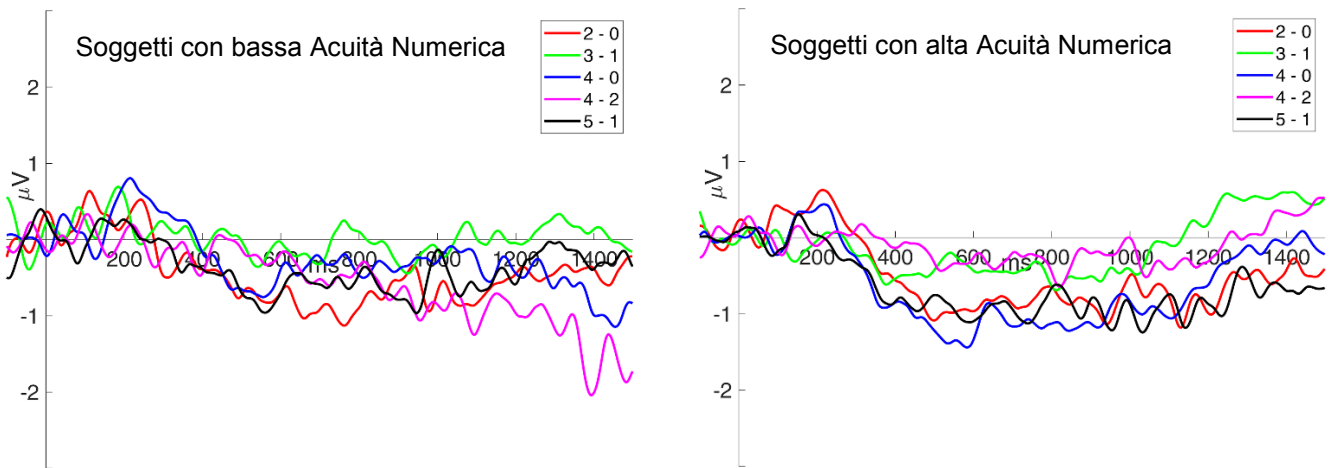 Soggetti con bassa Acuità Numerica
2 - 0
3 - 1
4 - 0
4 - 2
5 - 1
2
1
μV
200 400 600 800 1000 1200 1400
ms
-1
-2
Soggetti con alta Acuità Numerica
2 - 0
3 - 1
4 - 0
4 - 2
5 - 1
2
1
μV
200 400 600 800 1000 1200 1400
ms
-1
-2